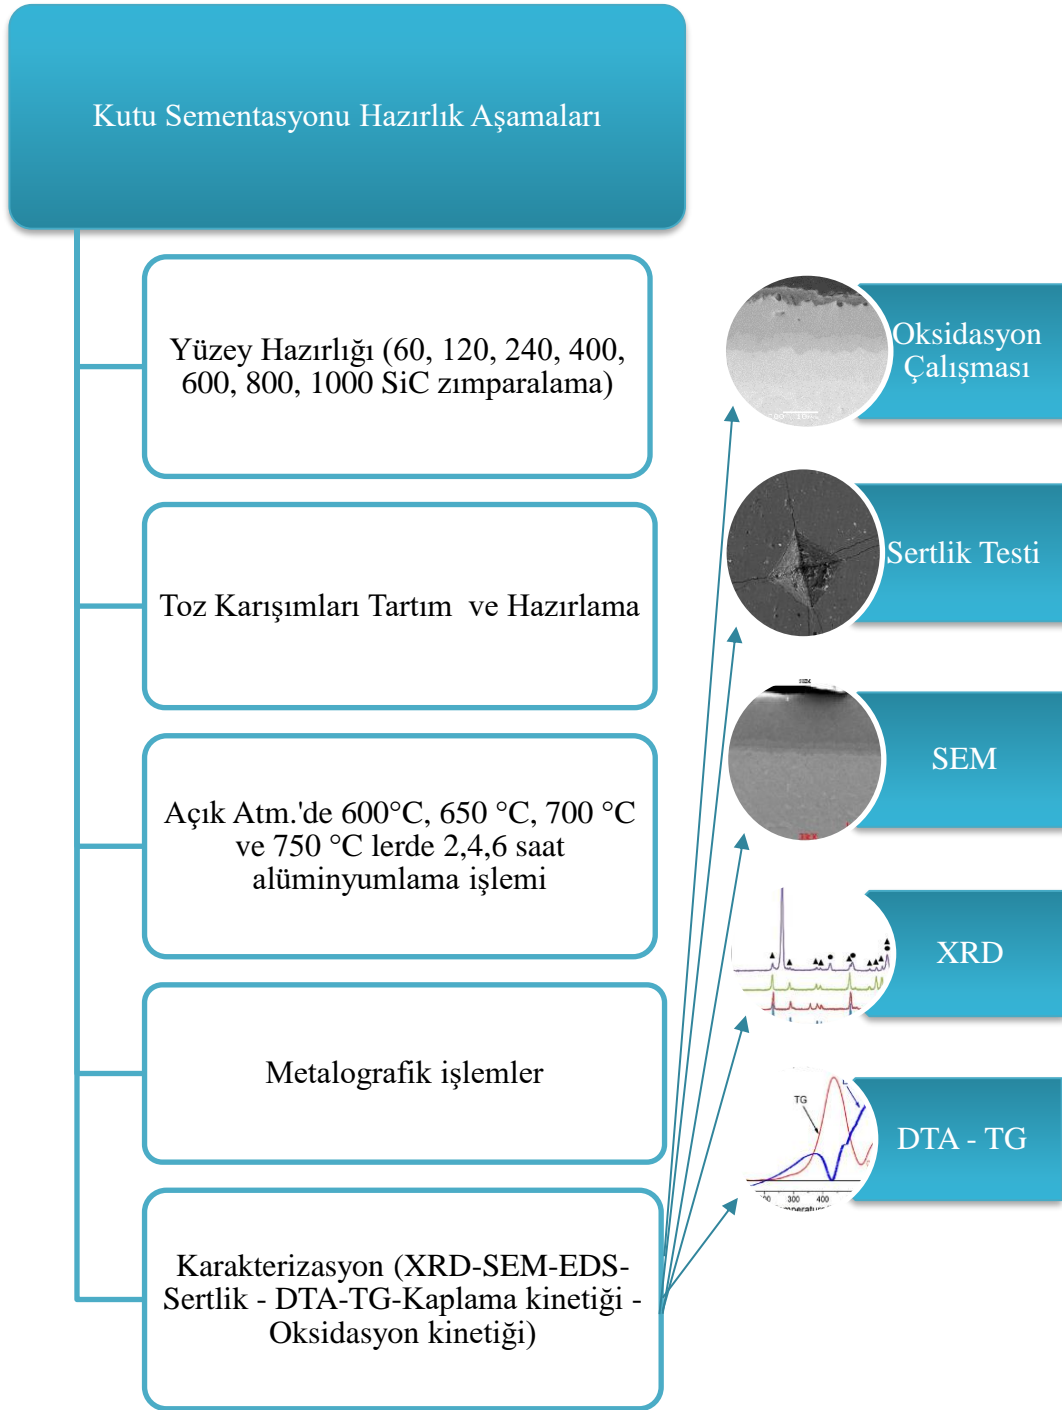 Kutu Sementasyonu Hazırlık Aşamaları
Yüzey Hazırlığı (60, 120, 240, 400,
600, 800, 1000 SiC zımparalama)
Toz Karışımları Tartım ve Hazırlama
Açık Atm.'de 600°C, 650 °C, 700 °C
ve 750 °C lerde 2,4,6 saat
alüminyumlama işlemi
Metalografik işlemler
Karakterizasyon (XRD-SEM-EDS-
Sertlik - DTA-TG-Kaplama kinetiği -
Oksidasyon kinetiği)
Oksidasyon
Çalışması
Sertlik Testi
SEM
XRD
DTA - TG
TG
300 400